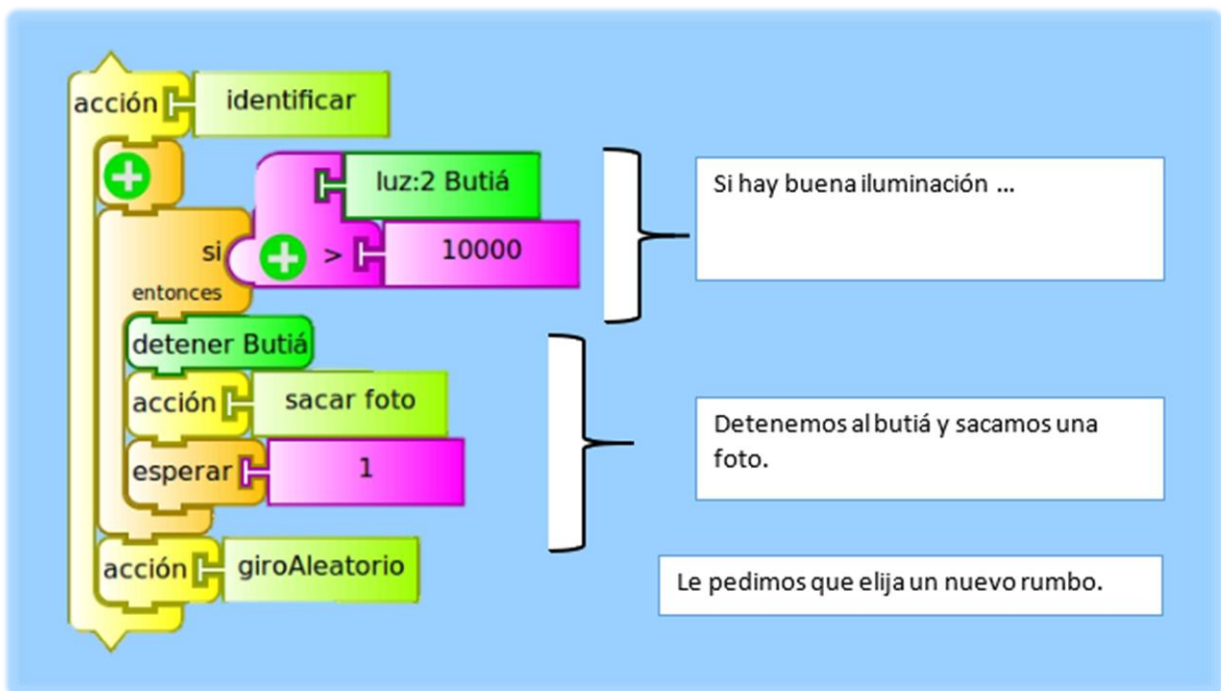 acción identificar
luz:2 Butiá
si > 10000
entonces
detener Butiá
acción sacar foto
esperar 1
acción giroAleatorio
Si hay buena iluminación ...
Detenemos al butiá y sacamos una
foto.
Le pedimos que elija un nuevo rumbo.